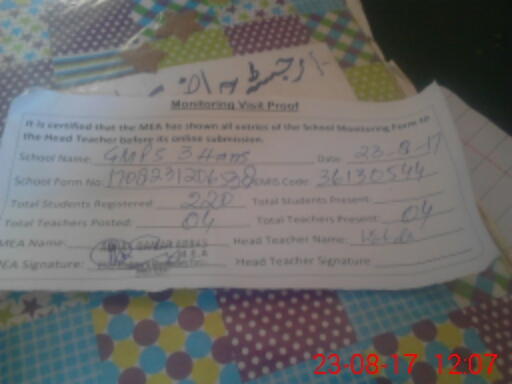 رجسٹر
Monitoring Visit Proof
It is certified that the MEA has shown all entries of the School Monitoring Form to
the Head Teacher before its online submission.
School Name: GMPS 3 Date: 23-8-17
School Form No: EMIS Code: 36130544
Total Students Registered: 220 Total Students Present:
Total Teachers Posted: 04 Total Teachers Present: 04
MEA Name: Head Teacher Name:
MEA Signature: Head Teacher Signature
23-08-17 12:07